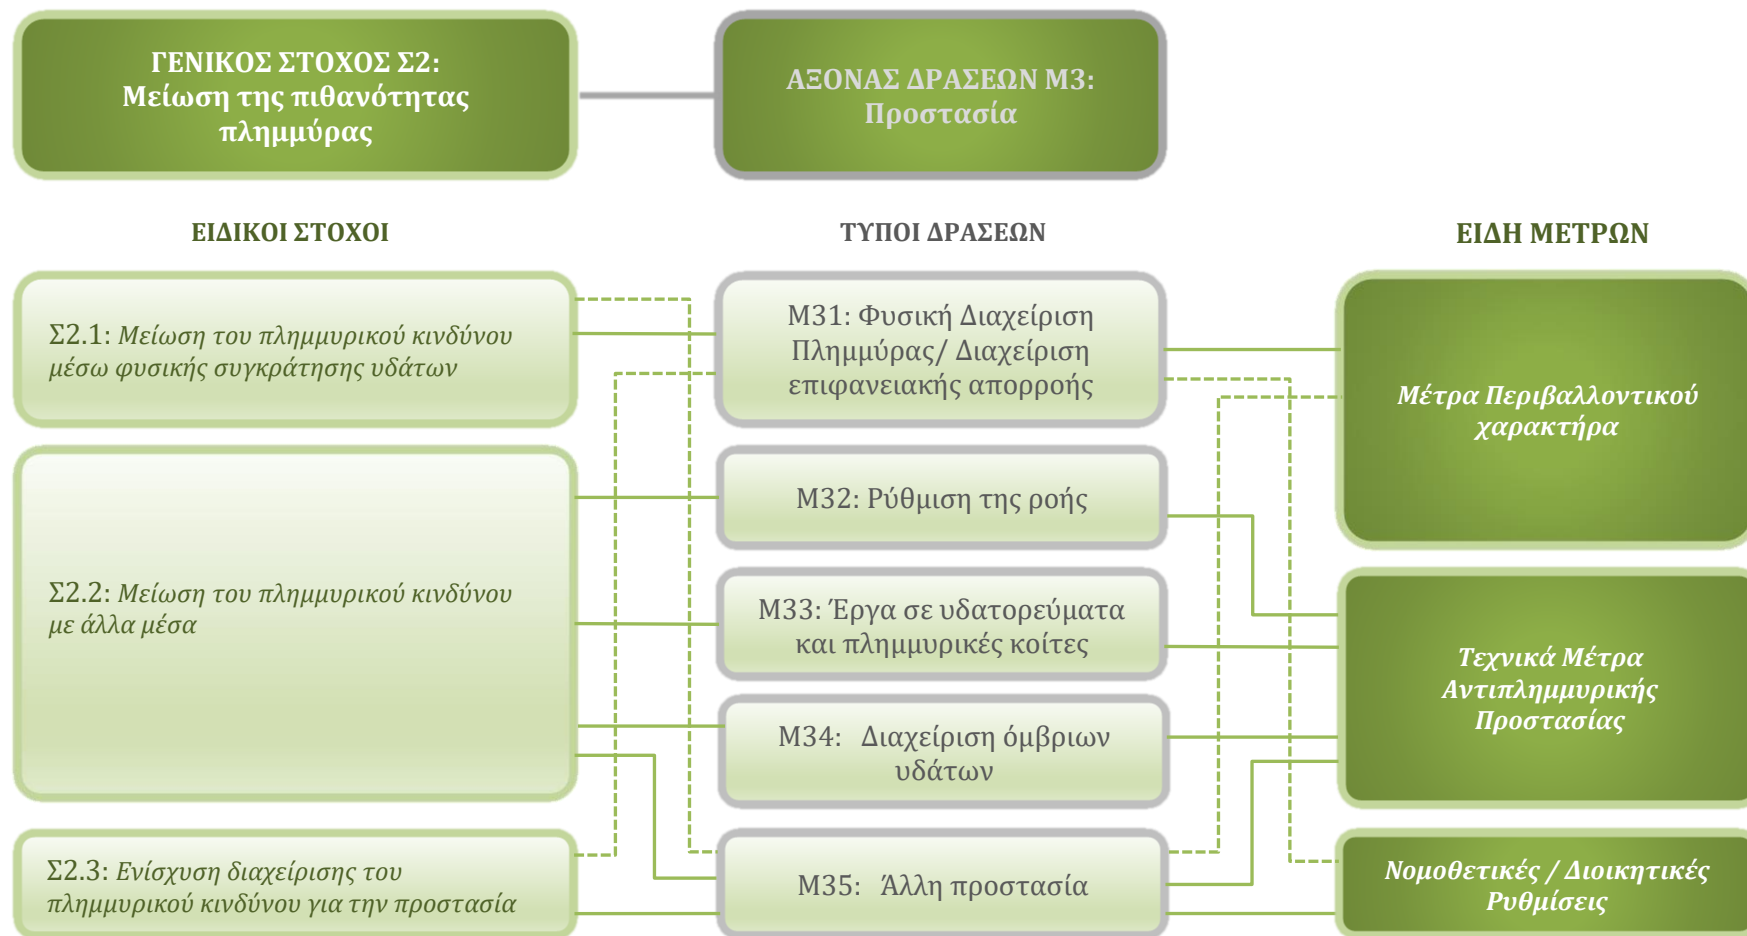 ΓΕΝΙΚΟΣ ΣΤΟΧΟΣ Σ2:
Μείωση της πιθανότητας
πλημμύρας
ΑΞΟΝΑΣ ΔΡΑΣΕΩΝ Μ3:
Προστασία
ΕΙΔΙΚΟΙ ΣΤΟΧΟΙ
ΤΥΠΟΙ ΔΡΑΣΕΩΝ
ΕΙΔΗ ΜΕΤΡΩΝ
Σ2.1: Μείωση του πλημμυρικού κινδύνου
μέσω φυσικής συγκράτησης υδάτων
Σ2.2: Μείωση του πλημμυρικού κινδύνου
με άλλα μέσα
Σ2.3: Ενίσχυση διαχείρισης του
πλημμυρικού κινδύνου για την προστασία
Μ31: Φυσική Διαχείριση
Πλημμύρας/ Διαχείριση
επιφανειακής απορροής
Μ32: Ρύθμιση της ροής
Μ33: Έργα σε υδατορεύματα
και πλημμυρικές κοίτες
Μ34: Διαχείριση όμβριων
υδάτων
Μ35: Άλλη προστασία
Μέτρα Περιβαλλοντικού
χαρακτήρα
Τεχνικά Μέτρα
Αντιπλημμυρικής
Προστασίας
Νομοθετικές / Διοικητικές
Ρυθμίσεις